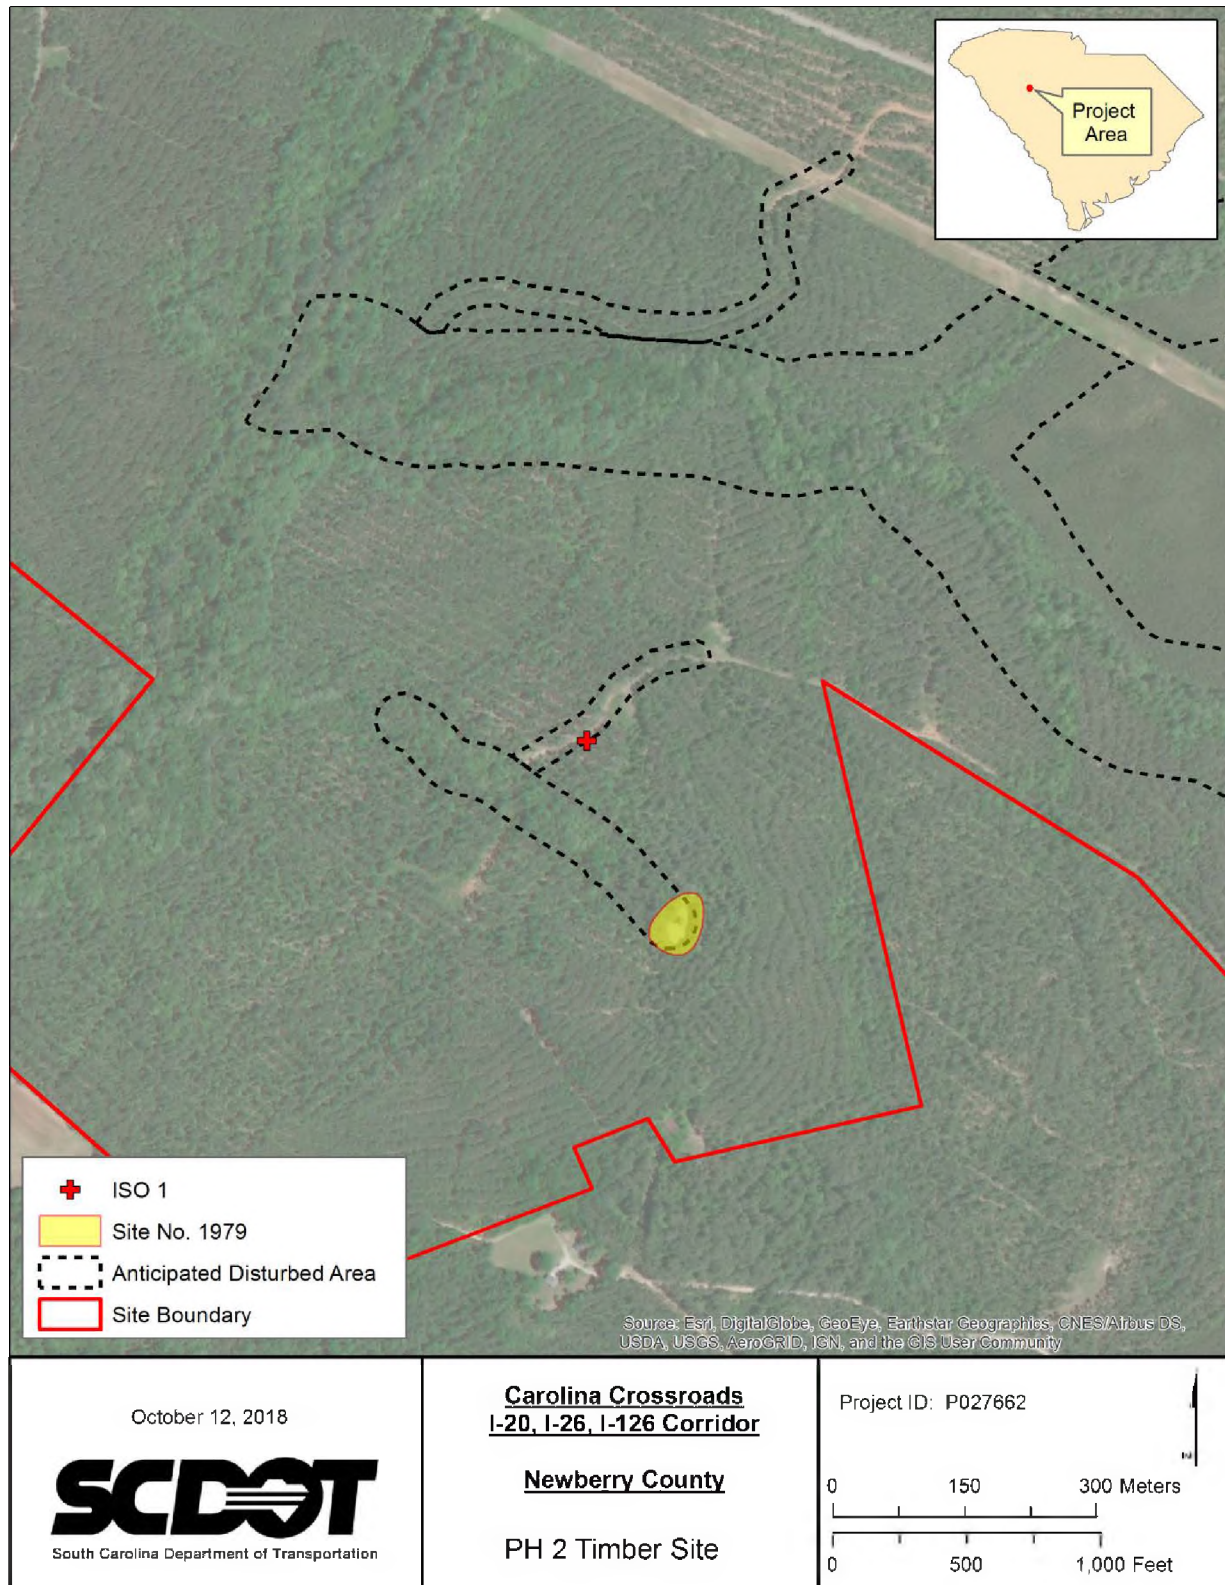 Project
Area
ISO 1
Site No. 1979
Anticipated Disturbed Area
Site Boundary
Source: Esri, DigitalGlobe, GeoEye, Earthstar Geographics, CNES/Airbus DS,
USDA, USGS, AeroGRID, IGN, and the GIS User Community
October 12, 2018
SCDOT
South Carolina Department of Transportation
Carolina Crossroads
I-20, I-26, I-126 Corridor
Newberry County
PH 2 Timber Site
Project ID: P027662
0 150 300 Meters
0 500 1,000 Feet